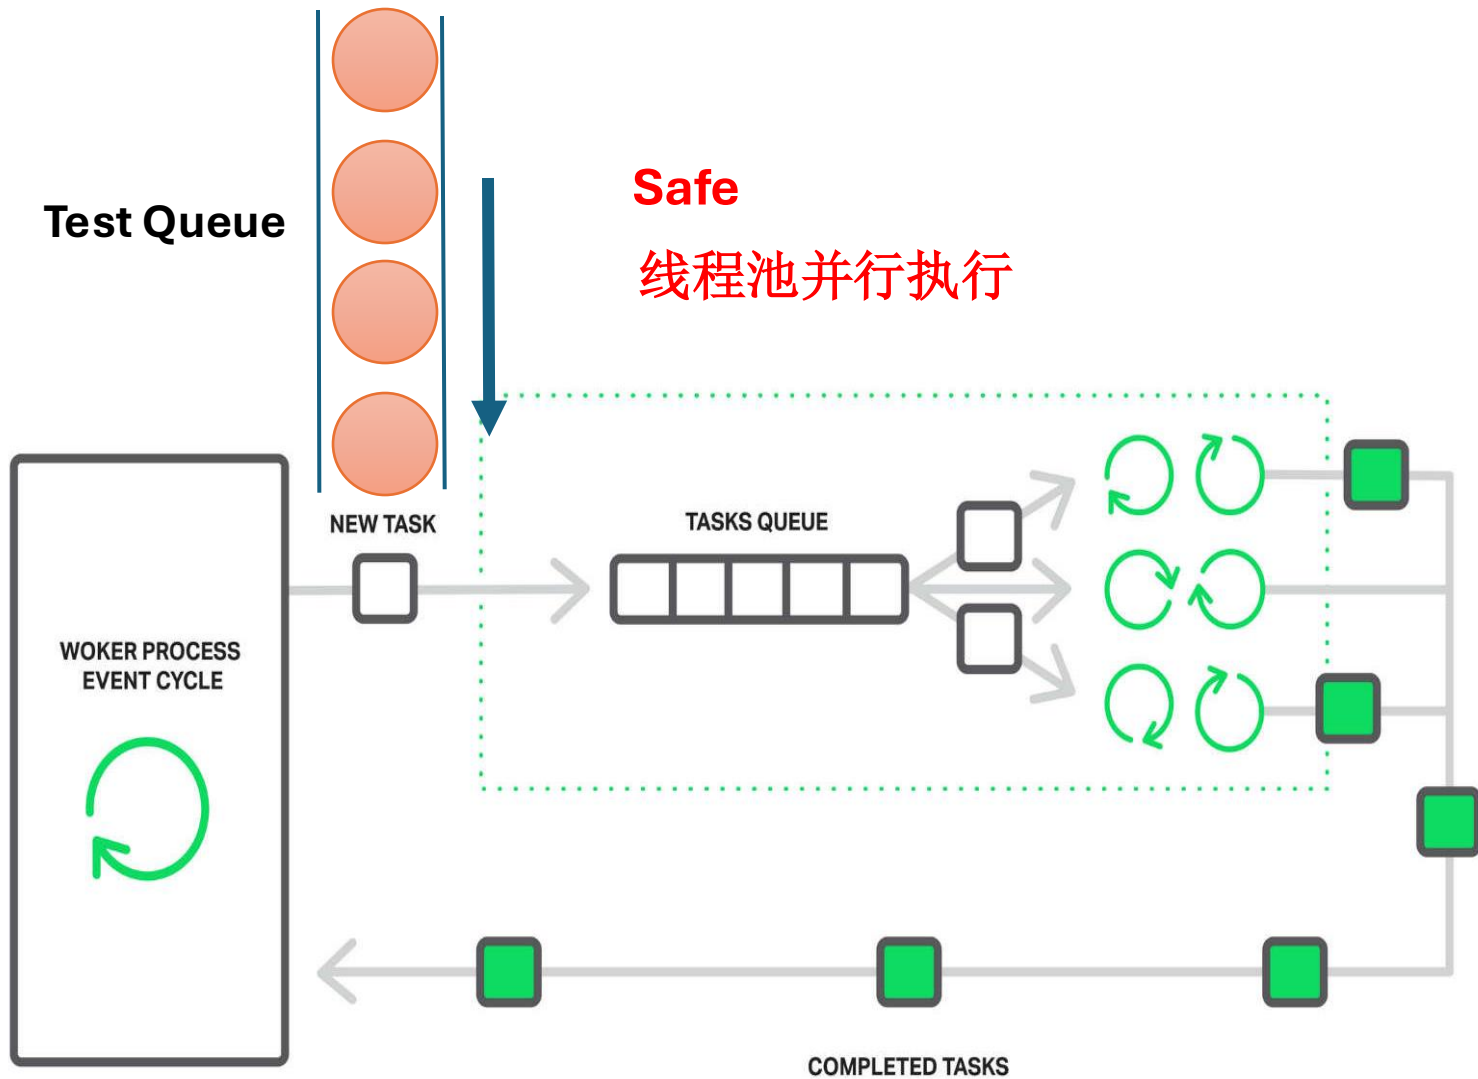 Test Queue
Safe
线程池并行执行
NEW TASK
TASKS QUEUE
WOKER PROCESS
EVENT CYCLE
COMPLETED TASKS